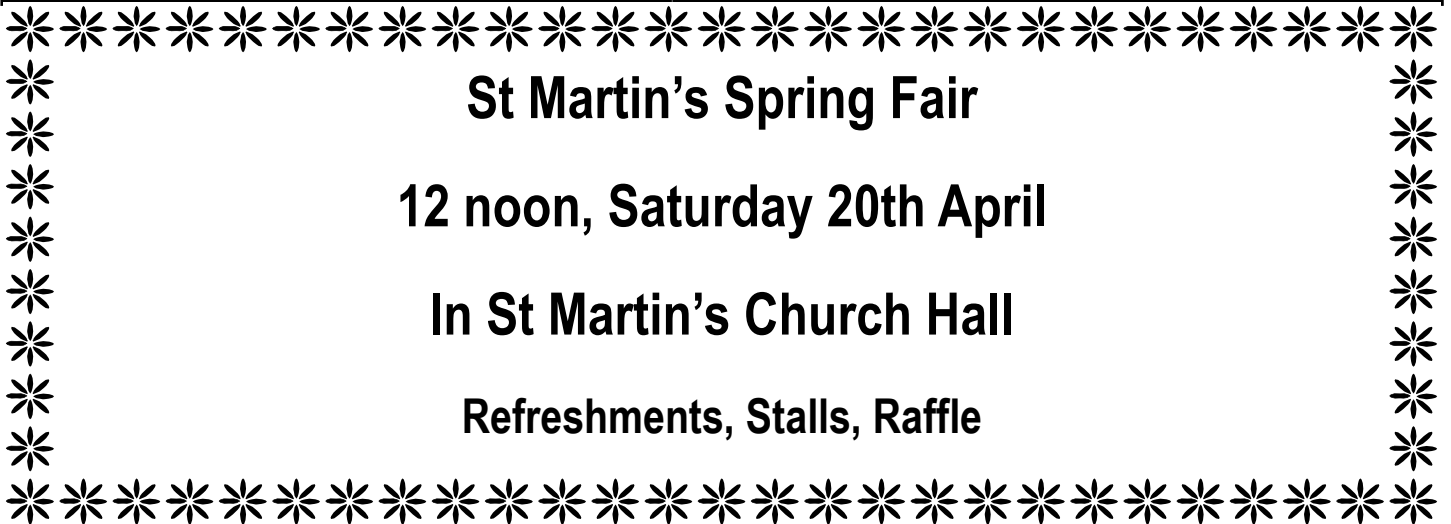 St Martin’s Spring Fair
12 noon, Saturday 20th April
In St Martin’s Church Hall
Refreshments, Stalls, Raffle